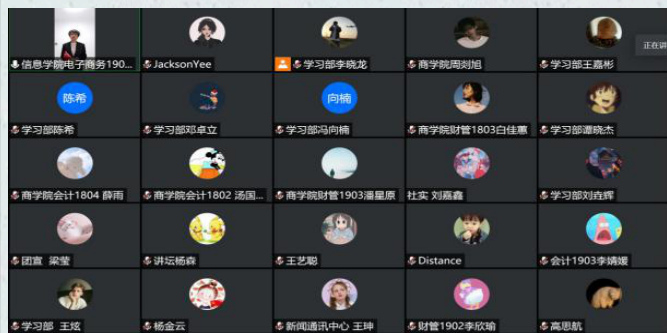 信息学院电子商务190...
JacksonYee
学习部李晓龙
商学院周刻旭
学习部王嘉彬
正在讲
陈希
向楠
学习部陈希
学习部邓卓立
学习部冯向楠
商学院财管1803白佳蕙
学习部谭晓杰
商学院会计1804 薛雨
商学院会计1802 汤国...
商学院财管1903潘星原
社实 刘嘉鑫
学习部刘垚辉
团宣 梁莹
讲坛杨森
王艺聪
Distance
会计1903李婧媛
学习部 王炫
杨金云
新闻通讯中心 王珅
财管1902李欣瑜
高思航